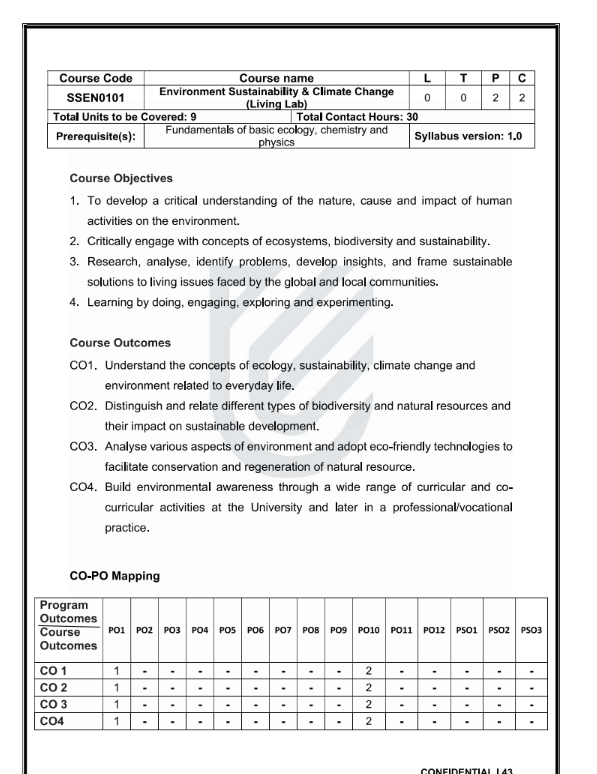 Course Code Course name L T P C
SSEN0101 Environment Sustainability & Climate Change (Living Lab) 0 0 2 2
Total Units to be Covered: 9 Total Contact Hours: 30
Prerequisite(s): Fundamentals of basic ecology, chemistry and physics Syllabus version: 1.0
Course Objectives
1. To develop a critical understanding of the nature, cause and impact of human
activities on the environment.
2. Critically engage with concepts of ecosystems, biodiversity and sustainability.
3. Research, analyse, identify problems, develop insights, and frame sustainable
solutions to living issues faced by the global and local communities.
4. Learning by doing, engaging, exploring and experimenting.
Course Outcomes
CO1. Understand the concepts of ecology, sustainability, climate change and
environment related to everyday life.
CO2. Distinguish and relate different types of biodiversity and natural resources and
their impact on sustainable development.
CO3. Analyse various aspects of environment and adopt eco-friendly technologies to
facilitate conservation and regeneration of natural resource.
CO4. Build environmental awareness through a wide range of curricular and co-
curricular activities at the University and later in a professional/vocational
practice.
CO-PO Mapping
Program Outcomes
Course Outcomes PO1 PO2 PO3 PO4 PO5 PO6 PO7 PO8 PO9 PO10 PO11 PO12 PSO1 PSO2 PSO3
CO 1 1 - - - - - - - - 2 - - - - -
CO 2 1 - - - - - - - - 2 - - - - -
CO 3 1 - - - - - - - - 2 - - - - -
CO4 1 - - - - - - - - 2 - - - - -